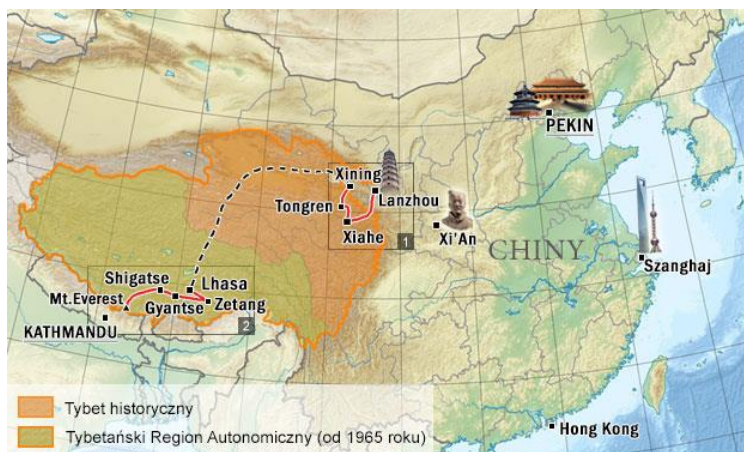 PEKIN
Xining
Lanzhou
Tongren
Xiahe
1
Xi'An
CHINY
Szanghaj
Shigatse
Lhasa
Mt.Everest
Gyantse
Zetang
KATHMANDU
2
Tybet historyczny
Tybetański Region Autonomiczny (od 1965 roku)
Hong Kong